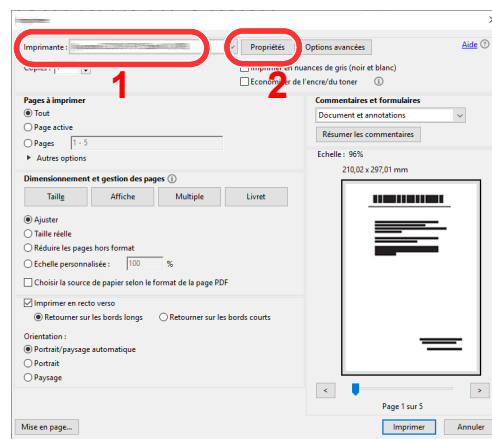 Imprimante :
Propriétés
Options avancées
Aide
Copies :
Imprimer en nuances de gris (noir et blanc)
1
2
Economiser de l'encre/du toner
Pages à imprimer
Tout
Page active
Pages 1 - 5
Autres options
Commentaires et formulaires
Document et annotations
Résumer les commentaires
Echelle : 96%
210,02 x 297,01 mm
Dimensionnement et gestion des pages
Taille
Affiche
Multiple
Livret
Ajuster
Taille réelle
Réduire les pages hors format
Echelle personnalisée : 100 %
Choisir la source de papier selon le format de la page PDF
Imprimer en recto verso
Retourner sur les bords longs
Retourner sur les bords courts
Orientation :
Portrait/paysage automatique
Portrait
Paysage
<
>
Page 1 sur 5
Mise en page...
Imprimer
Annuler